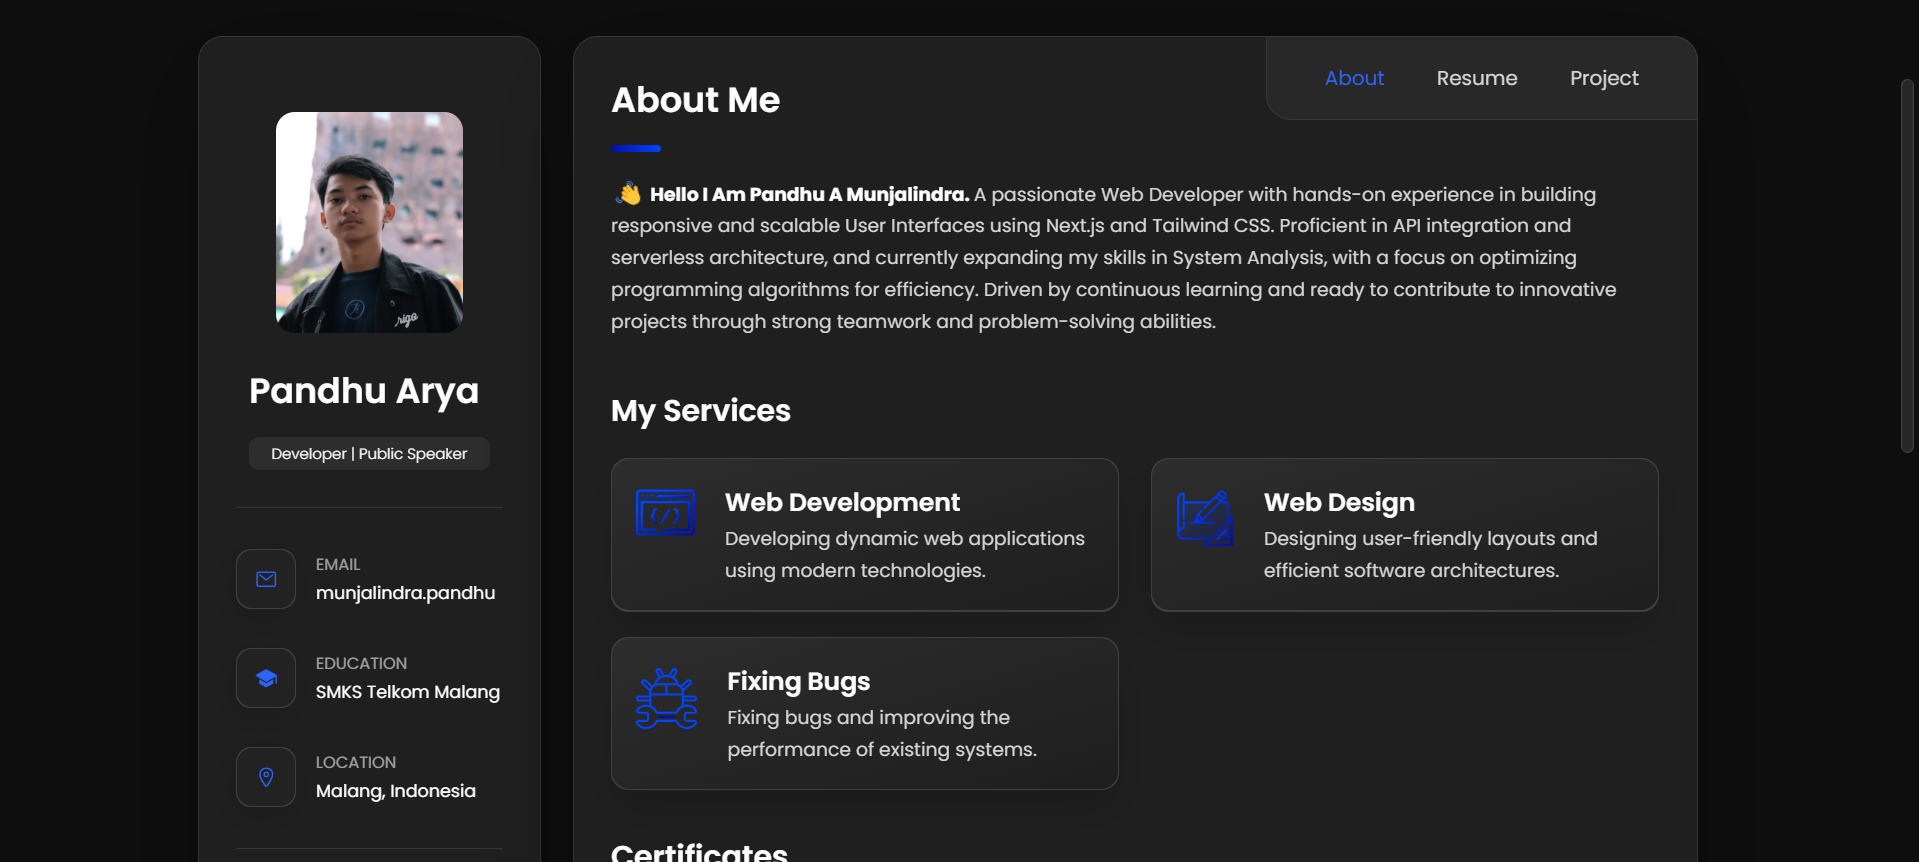 Pandhu Arya
Developer | Public Speaker
EMAIL
munjalindra.pandhu
EDUCATION
SMKS Telkom Malang
LOCATION
Malang, Indonesia
About
Resume
Project
About Me
👋 Hello I Am Pandhu A Munjalindra. A passionate Web Developer with hands-on experience in building
responsive and scalable User Interfaces using Next.js and Tailwind CSS. Proficient in API integration and
serverless architecture, and currently expanding my skills in System Analysis, with a focus on optimizing
programming algorithms for efficiency. Driven by continuous learning and ready to contribute to innovative
projects through strong teamwork and problem-solving abilities.
My Services
Web Development
Developing dynamic web applications
using modern technologies.
Web Design
Designing user-friendly layouts and
efficient software architectures.
Fixing Bugs
Fixing bugs and improving the
performance of existing systems.
Certificates